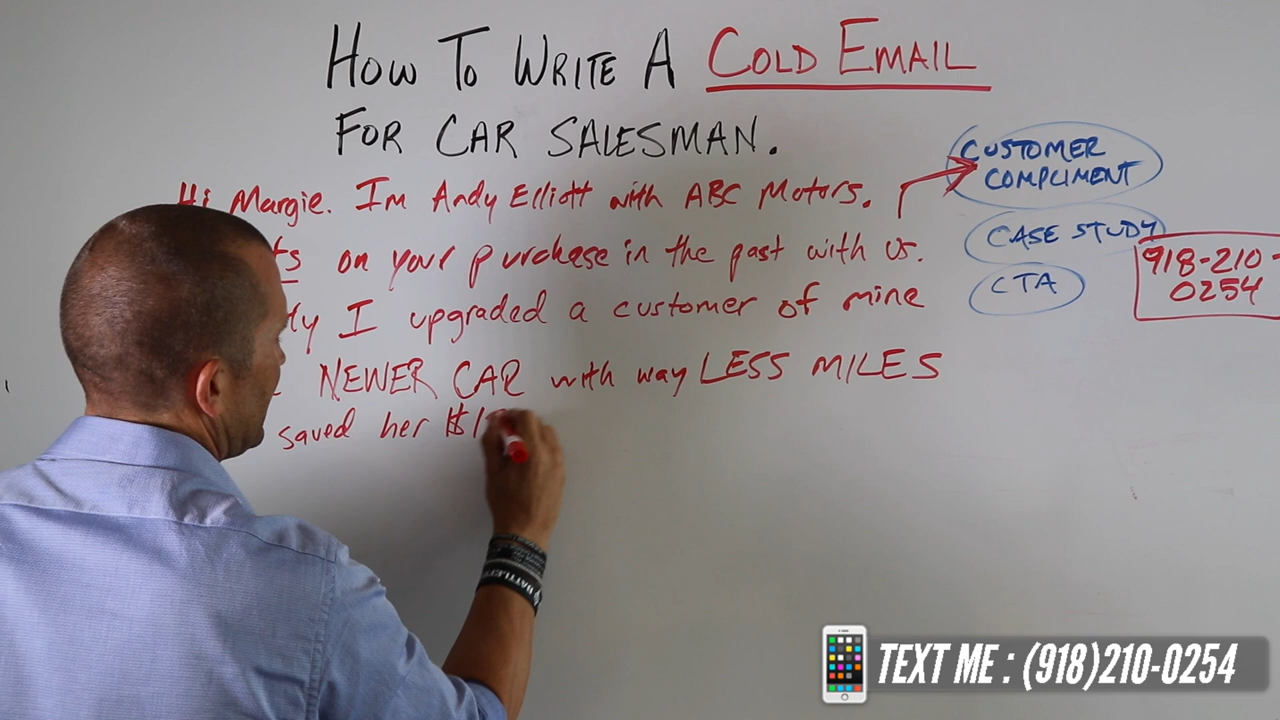 HOW TO WRITE A COLD EMAIL
FOR CAR SALESMAN.
Hi Margie. Im Andy Elliott with ABC Motors.
on your purchase in the past with us.
I upgraded a customer of mine
NEWER CAR with way LESS MILES
saved her $1
CUSTOMER
COMPLIMENT
CASE STUDY
CTA
918-210-
0254
TEXT ME : (918)210-0254